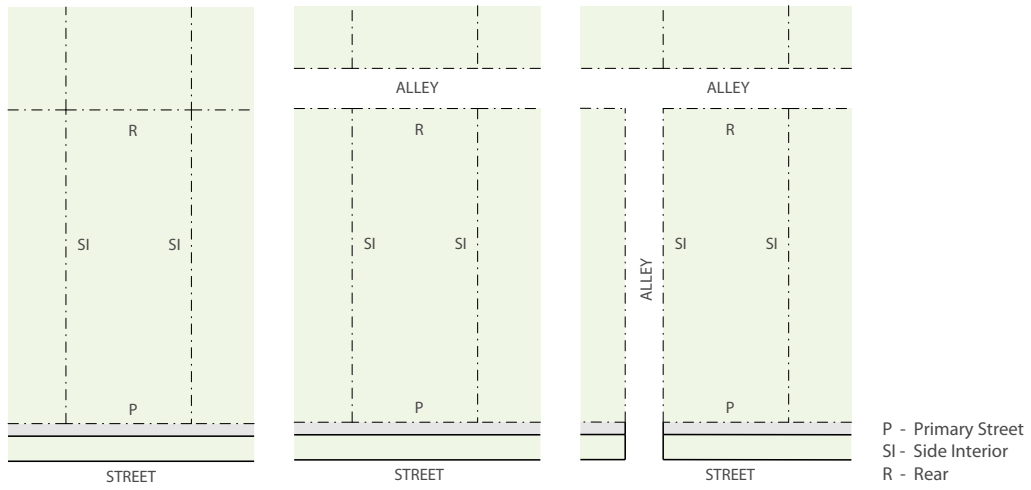 ALLEY
ALLEY
R
R
R
SI
SI
SI
SI
SI
SI
ALLEY
P
P
P
STREET
STREET
STREET
P - Primary Street
SI - Side Interior
R - Rear